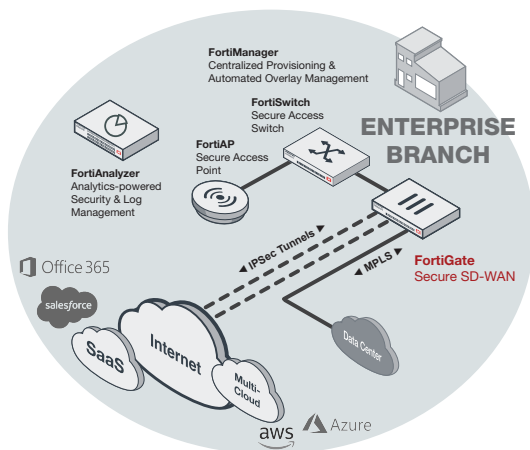 FortiManager
Centralized Provisioning &
Automated Overlay Management
FortiSwitch
Secure Access
Switch
ENTERPRISE
BRANCH
FortiAP
Secure Access
Point
FortiAnalyzer
Analytics-powered
Security & Log
Management
IPSec Tunnels
MPLS
FortiGate
Secure SD-WAN
Office 365
salesforce
SaaS
Internet
Multi-
Cloud
Data Center
aws
Azure